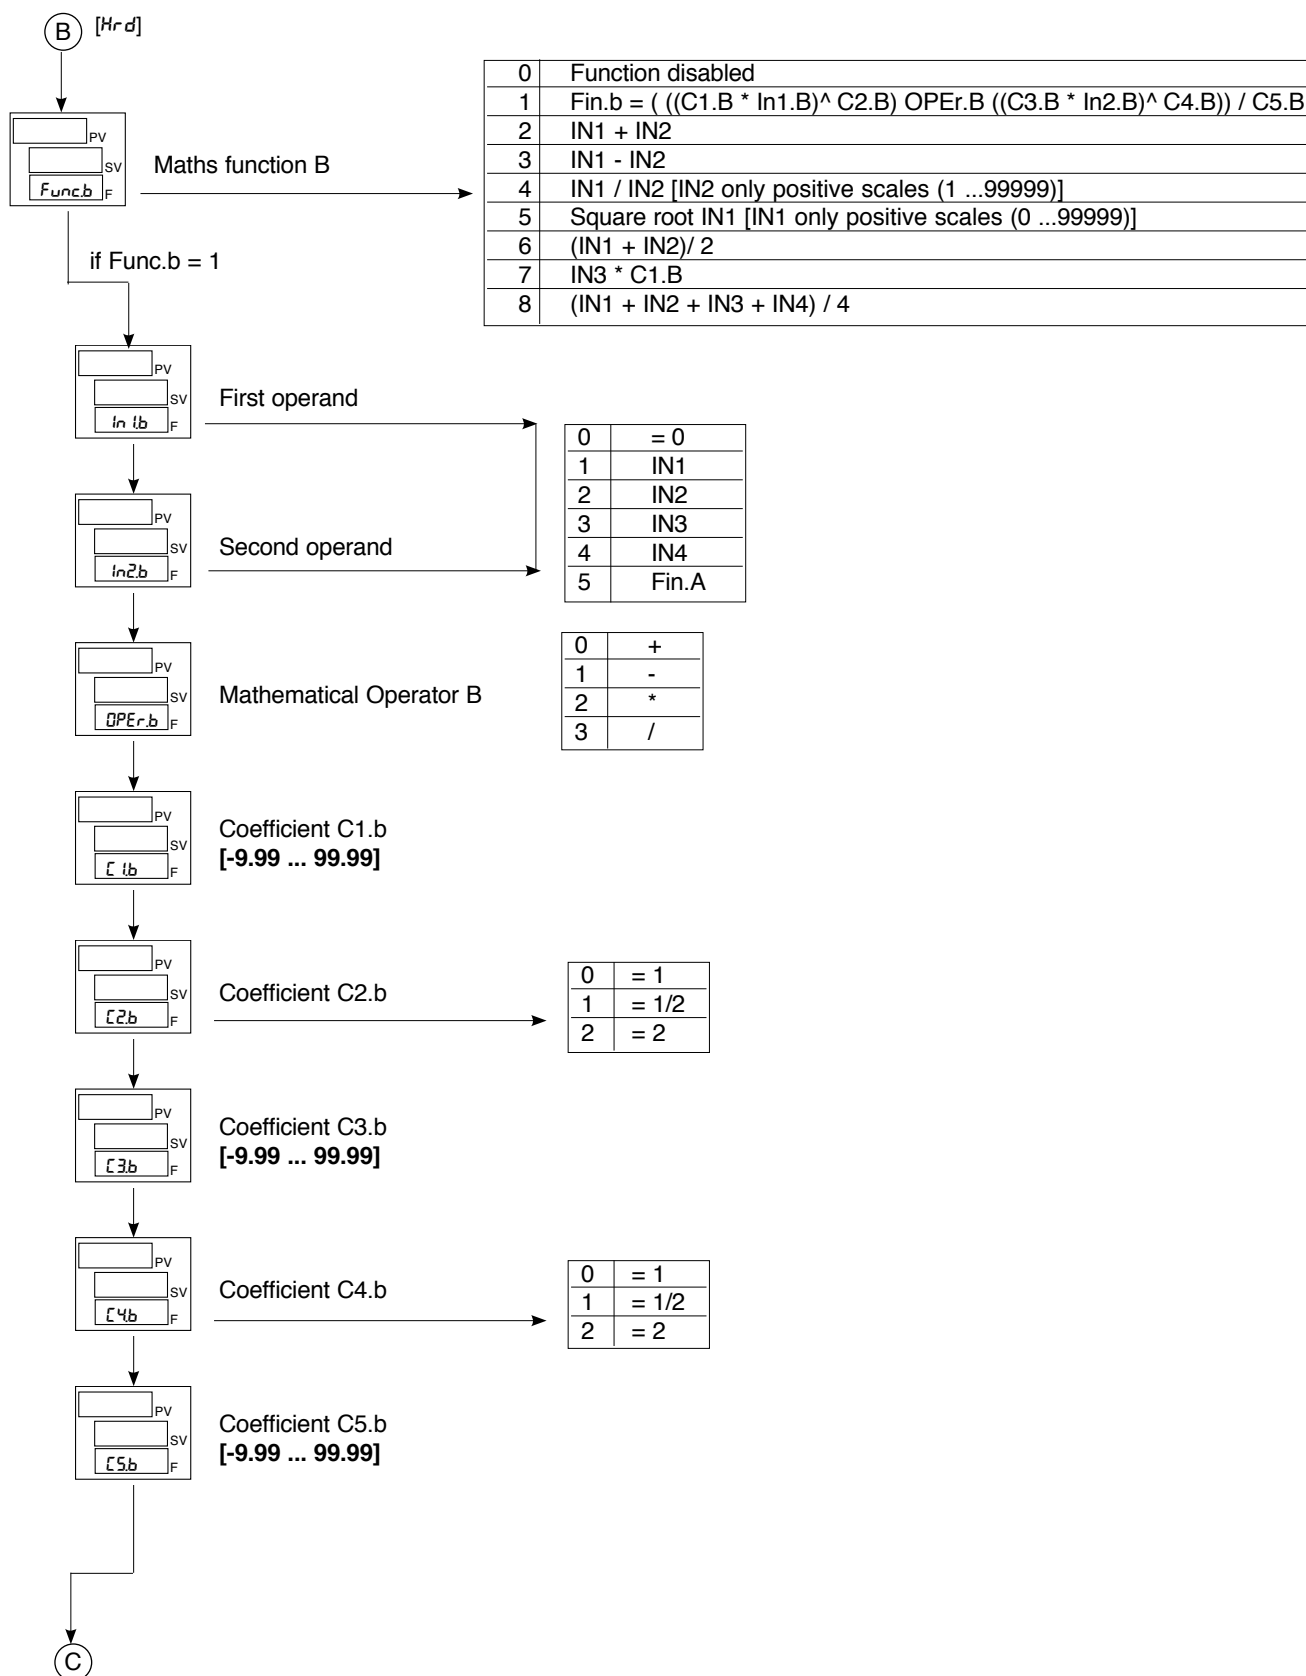 B [Hrd]
0 Function disabled
1 Fin.b = ( ((C1.B * In1.B)^ C2.B) OPEr.B ((C3.B * In2.B)^ C4.B)) / C5.B
2 IN1 + IN2
3 IN1 - IN2
4 IN1 / IN2 [IN2 only positive scales (1 ...99999)]
5 Square root IN1 [IN1 only positive scales (0 ...99999)]
6 (IN1 + IN2)/ 2
7 IN3 * C1.B
8 (IN1 + IN2 + IN3 + IN4) / 4
PV
SV
Func.b F
Maths function B
if Func.b = 1
PV
SV
In1.b F
First operand
0 = 0
1 IN1
2 IN2
3 IN3
4 IN4
5 Fin.A
PV
SV
In2.b F
Second operand
PV
SV
OPEr.b F
Mathematical Operator B
0 +
1 -
2 *
3 /
PV
SV
C1.b F
Coefficient C1.b
[-9.99 ... 99.99]
PV
SV
C2.b F
Coefficient C2.b
0 = 1
1 = 1/2
2 = 2
PV
SV
C3.b F
Coefficient C3.b
[-9.99 ... 99.99]
PV
SV
C4.b F
Coefficient C4.b
0 = 1
1 = 1/2
2 = 2
PV
SV
C5.b F
Coefficient C5.b
[-9.99 ... 99.99]
C